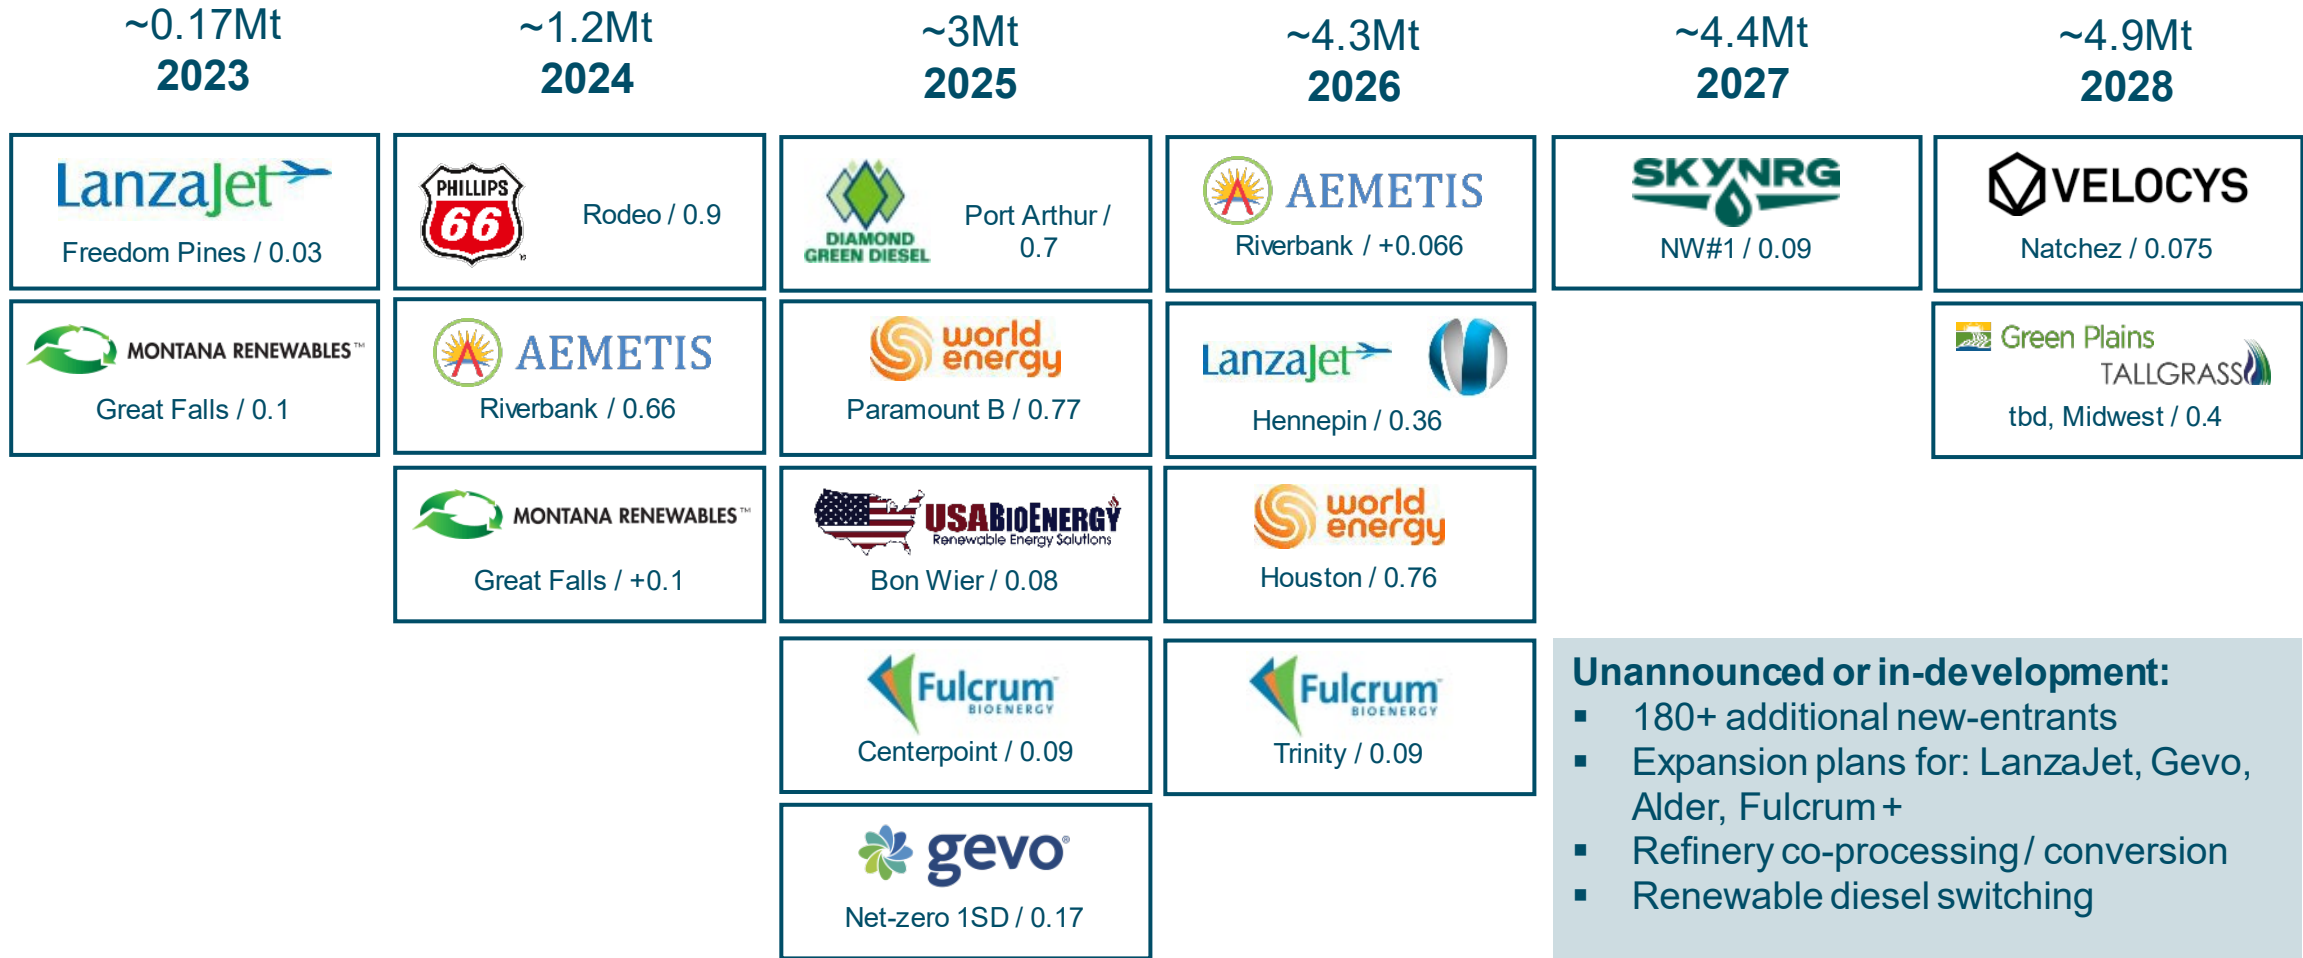 ~0.17Mt
2023
LanzaJet
Freedom Pines / 0.03
MONTANA RENEWABLES™
Great Falls / 0.1
~1.2Mt
2024
PHILLIPS
66
Rodeo / 0.9
AEMETIS
Riverbank / 0.66
MONTANA RENEWABLES™
Great Falls / +0.1
~3Mt
2025
DIAMOND
GREEN DIESEL
Port Arthur /
0.7
world
energy
Paramount B / 0.77
USABIOENERGY
Renewable Energy Solutions
Bon Wier / 0.08
Fulcrum™
BIOENERGY
Centerpoint / 0.09
gevo®
Net-zero 1SD / 0.17
~4.3Mt
2026
AEMETIS
Riverbank / +0.066
LanzaJet
Hennepin / 0.36
world
energy
Houston / 0.76
Fulcrum™
BIOENERGY
Trinity / 0.09
~4.4Mt
2027
SKYNRG
NW#1 / 0.09
~4.9Mt
2028
VELOCYS
Natchez / 0.075
Green Plains
TALLGRASS
tbd, Midwest / 0.4
Unannounced or in-development:
▪ 180+ additional new-entrants
▪ Expansion plans for: LanzaJet, Gevo,
Alder, Fulcrum +
▪ Refinery co-processing / conversion
▪ Renewable diesel switching